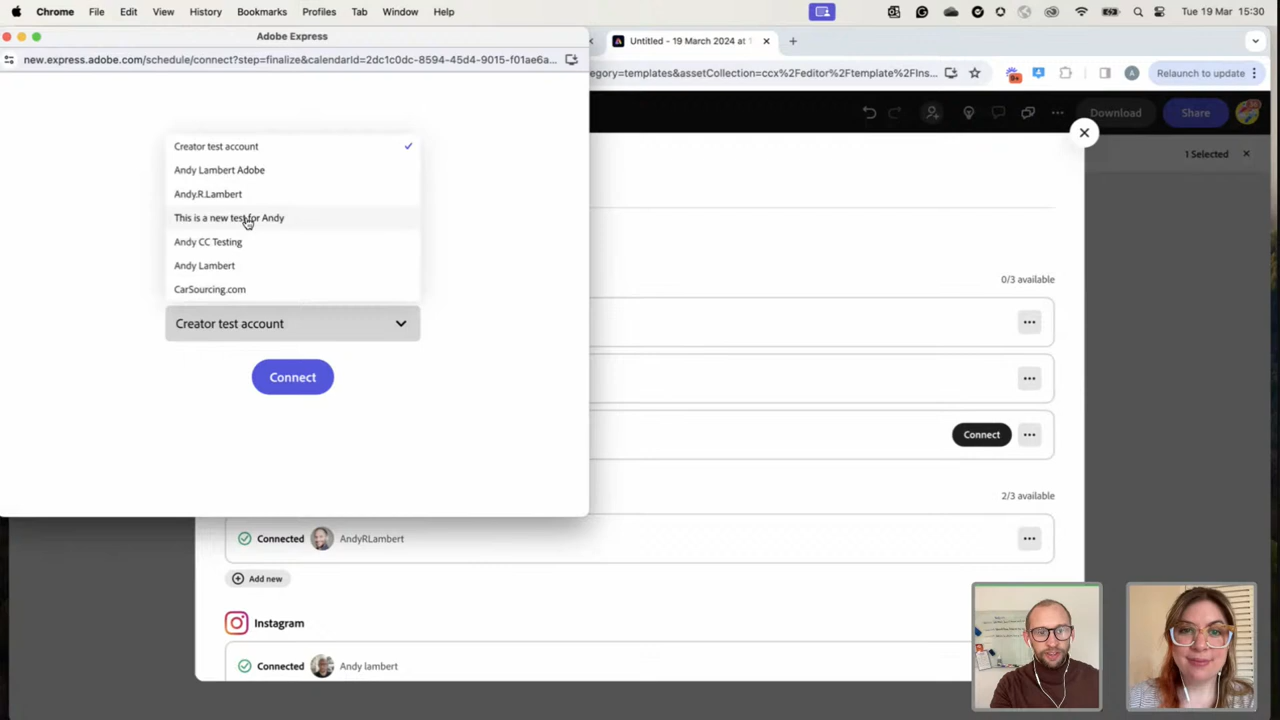 Chrome File Edit View History Bookmarks Profiles Tab Window Help Tue 19 Mar 15:30
Adobe Express
Untitled - 19 March 2024 at 1
new.express.adobe.com/schedule/connect?step=finalize&calendarId=2dc1c0dc-8594-45d4-9015-f01ae6a...
category=templates&assetCollection=ccx%2Feditor%2Ftemplate%2FIns...
Relaunch to update
Download
Share
1 Selected
Creator test account
Andy Lambert Adobe
Andy.R.Lambert
This is a new test for Andy
Andy CC Testing
Andy Lambert
CarSourcing.com
Creator test account
Connect
0/3 available
Connect
2/3 available
Connected AndyRLambert
Add new
Instagram
Connected Andy lambert